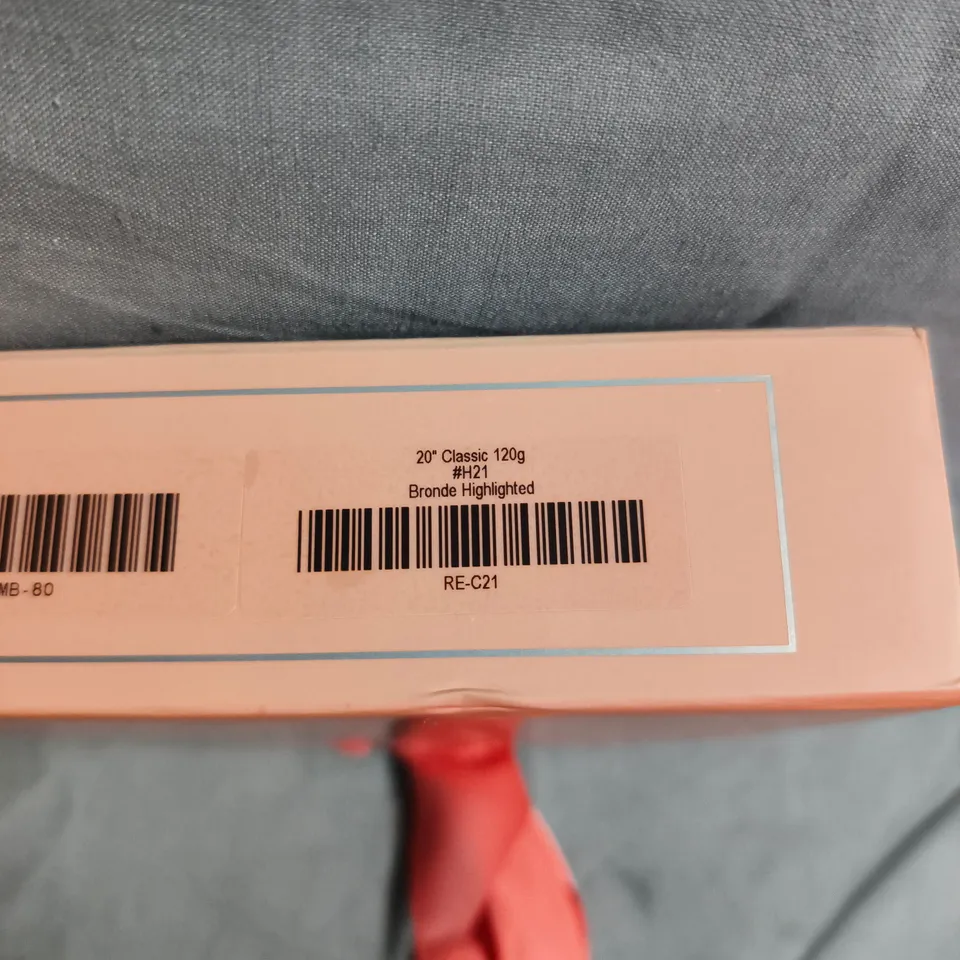 20" Classic 120g
#H21
Bronde Highlighted
RE-C21
MB-80